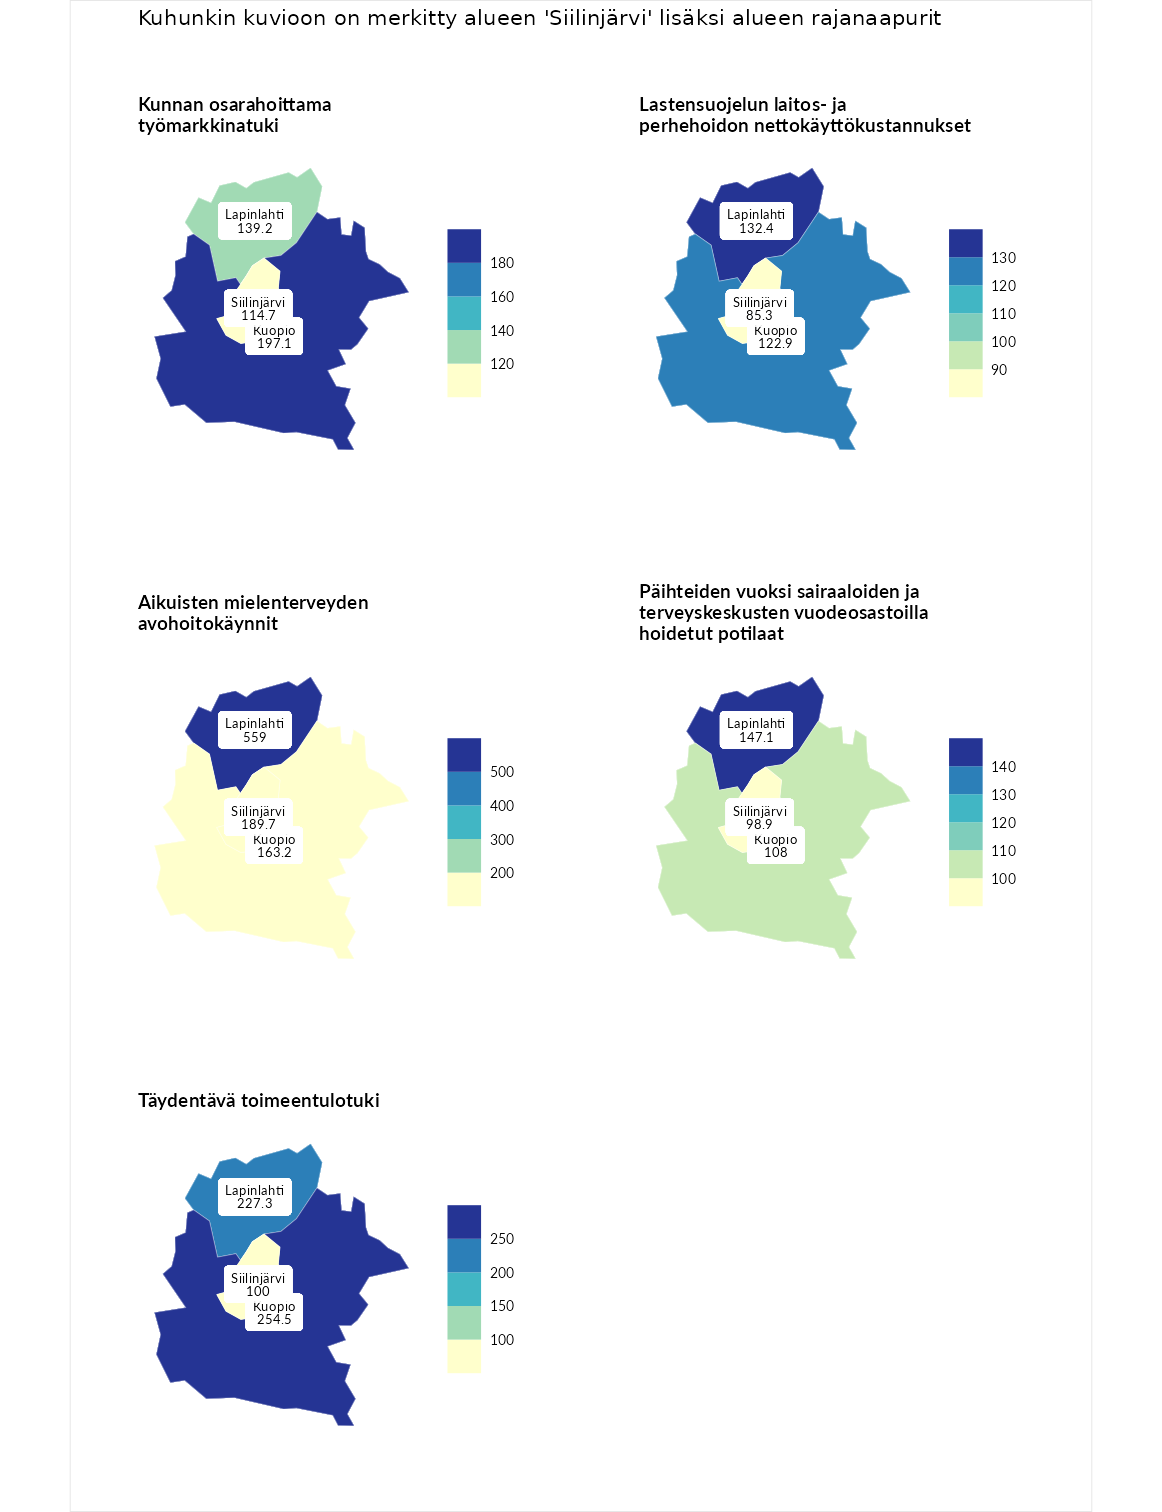 Kuhunkin kuvioon on merkitty alueen 'Siilinjärvi' lisäksi alueen rajanaapurit
Kunnan osarahoittama
työmarkkinatuki
Lapinlahti
139.2
Siilinjärvi
114.7
Kuopio
197.1
180
160
140
120
Lastensuojelun laitos- ja
perhehoidon nettokäyttökustannukset
Lapinlahti
132.4
Siilinjärvi
85.3
Kuopio
122.9
130
120
110
100
90
Aikuisten mielenterveyden
avohoitokäynnit
Lapinlahti
559
Siilinjärvi
189.7
Kuopio
163.2
500
400
300
200
Päihteiden vuoksi sairaaloiden ja
terveyskeskusten vuodeosastoilla
hoidetut potilaat
Lapinlahti
147.1
Siilinjärvi
98.9
Kuopio
108
140
130
120
110
100
Täydentävä toimeentulotuki
Lapinlahti
227.3
Siilinjärvi
100
Kuopio
254.5
250
200
150
100